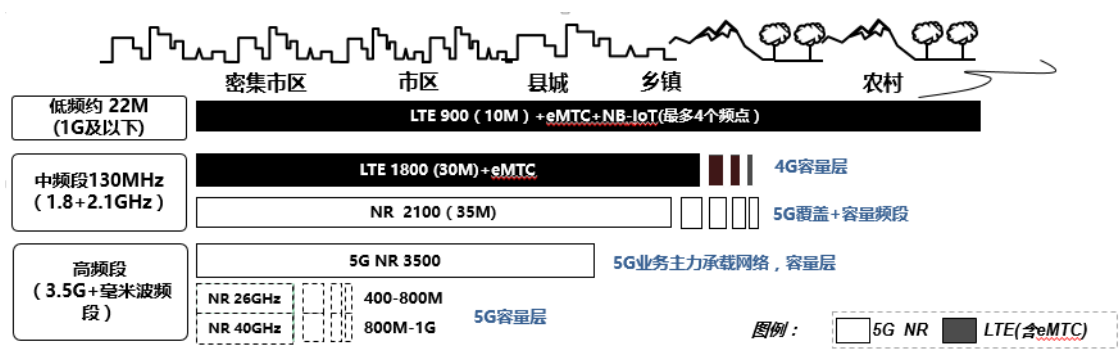 密集市区 市区 县城 乡镇 农村
低频约 22M
(1G及以下)
LTE 900（10M）+eMTC+NB-IoT(最多4个频点）
中频段130MHz
（1.8+2.1GHz）
LTE 1800 (30M)+eMTC
4G容量层
NR 2100（35M)
5G覆盖+容量频段
高频段
（3.5G+毫米波频
段）
5G NR 3500
5G业务主力承载网络，容量层
NR 26GHz
400-800M
NR 40GHz
800M-1G
5G容量层
图例：
5G NR
LTE(含eMTC)